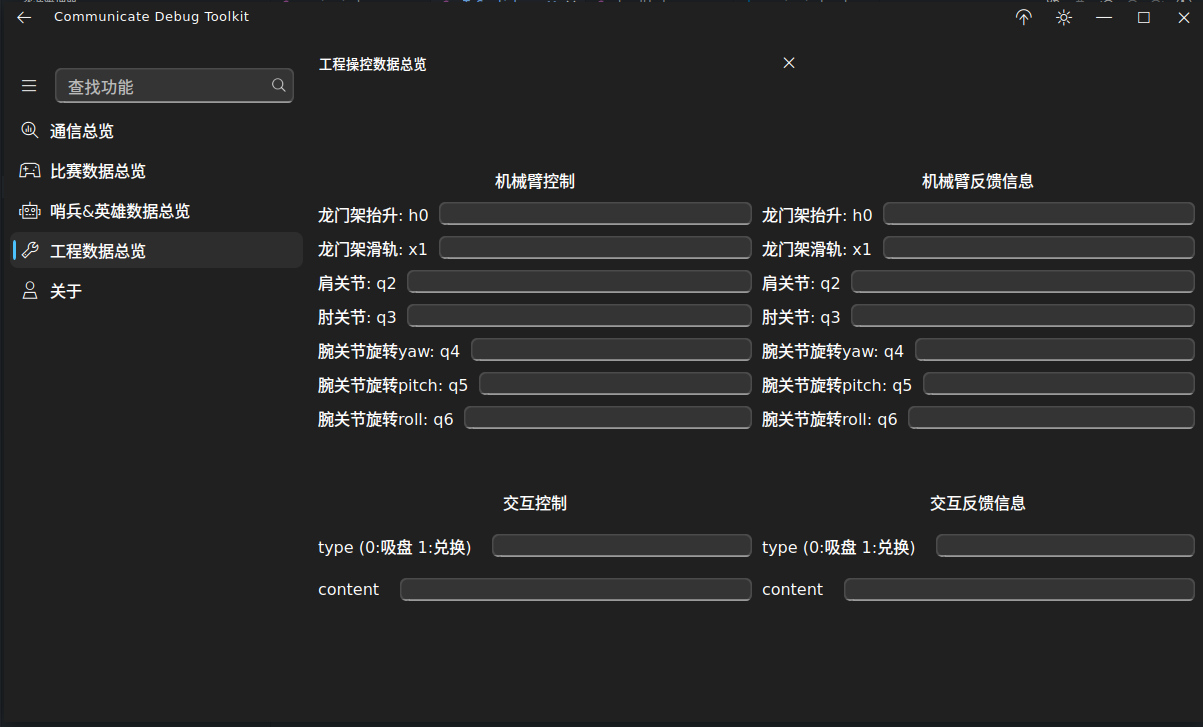 Communicate Debug Toolkit
工程操控数据总览
查找功能
通信总览
比赛数据总览
哨兵&英雄数据总览
工程数据总览
关于
机械臂控制
龙门架抬升: h0
龙门架滑轨: x1
肩关节: q2
肘关节: q3
腕关节旋转yaw: q4
腕关节旋转pitch: q5
腕关节旋转roll: q6
机械臂反馈信息
龙门架抬升: h0
龙门架滑轨: x1
肩关节: q2
肘关节: q3
腕关节旋转yaw: q4
腕关节旋转pitch: q5
腕关节旋转roll: q6
交互控制
type (0:吸盘 1:兑换)
content
交互反馈信息
type (0:吸盘 1:兑换)
content